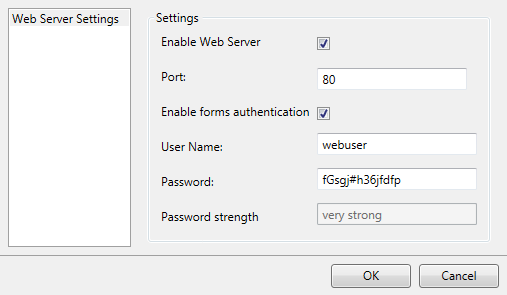 Web Server Settings
Settings
Enable Web Server
Port:
80
Enable forms authentication
User Name:
webuser
Password:
fGsgj#h36jfdfp
Password strength
very strong
OK
Cancel